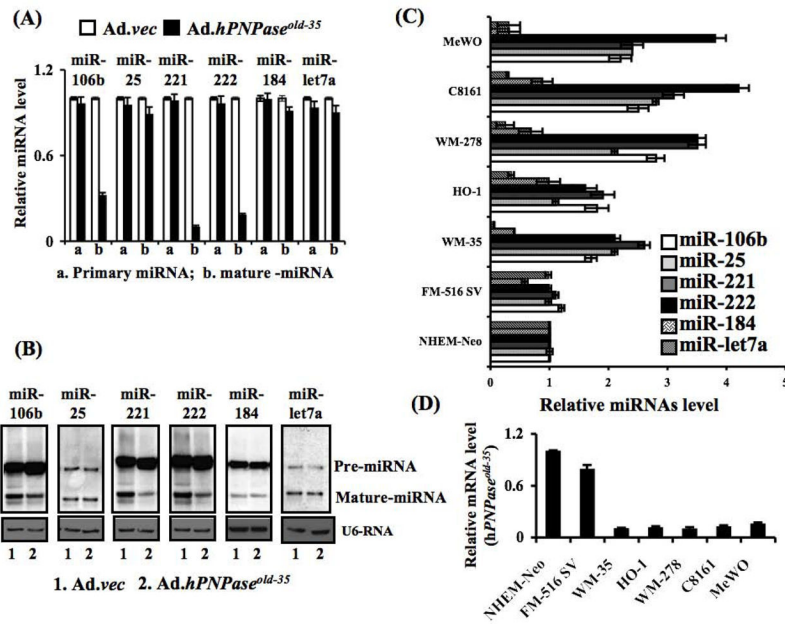 (A)
Ad.vec Ad.hPNPase^old-35
miR- miR- miR- miR- miR- miR-
106b 25 221 222 184 let7a
Relative miRNA level
1.2
0.6
0
a b a b a b a b a b a b
a. Primary miRNA; b. mature -miRNA
(B)
miR- miR- miR- miR- miR- miR-
106b 25 221 222 184 let7a
Pre-miRNA
Mature-miRNA
U6-RNA
1 2 1 2 1 2 1 2 1 2 1 2
1. Ad.vec 2. Ad.hPNPase^old-35
(C)
MeWO
C8161
WM-278
HO-1
WM-35
FM-516 SV
NHEM-Neo
miR-106b
miR-25
miR-221
miR-222
miR-184
miR-let7a
0 1 2 3 4 5
Relative miRNAs level
(D)
Relative mRNA level
(hPNPase^old-35)
1.2
0.6
0
NHEM-Neo
FM-516 SV
WM-35
HO-1
WM-278
C8161
MeWO